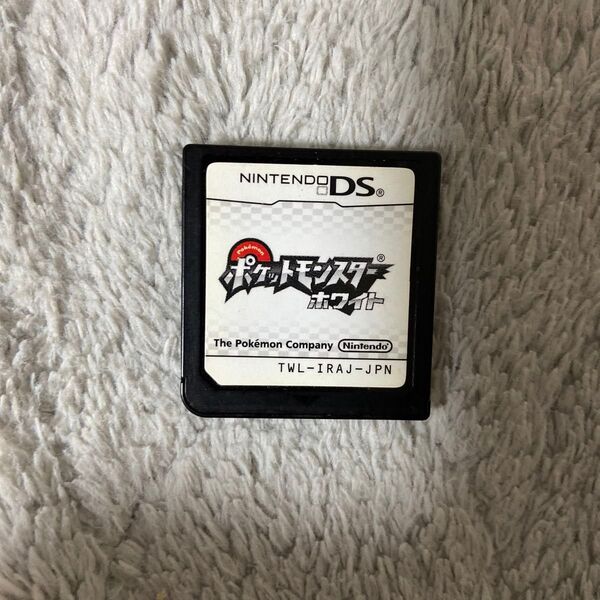 NINTENDO DS®
Pokémon
ポケットモンスター®
ホワイト
The Pokémon Company Nintendo
TWL-IRAJ-JPN